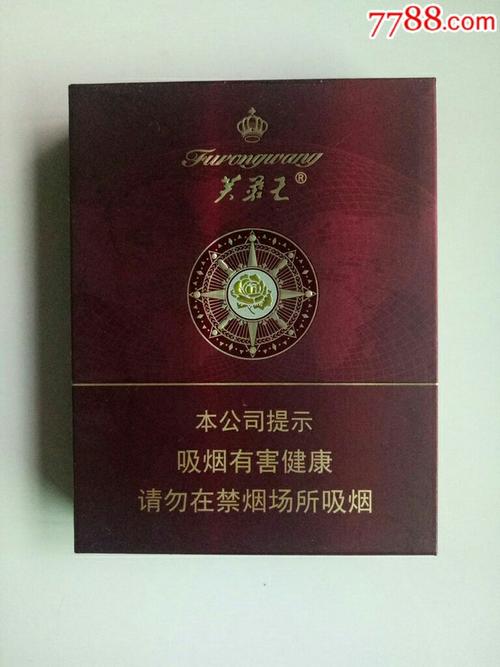 7788.com
Furongwang
芙蓉王®
本公司提示
吸烟有害健康
请勿在禁烟场所吸烟